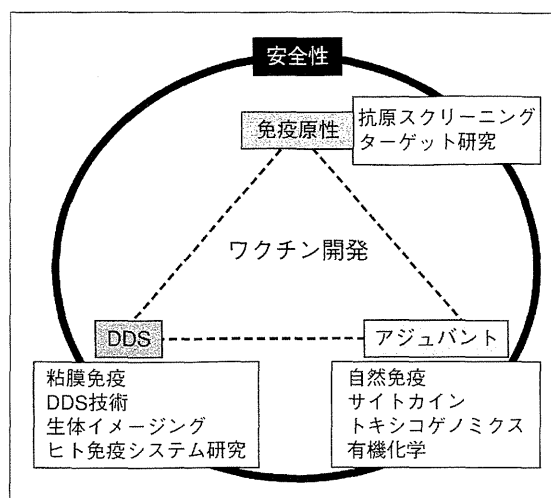 安全性
免疫原性
抗原スクリーニング
ターゲット研究
ワクチン開発
DDS
アジュバント
粘膜免疫
DDS技術
生体イメージング
ヒト免疫システム研究
自然免疫
サイトカイン
トキシコゲノミクス
有機化学